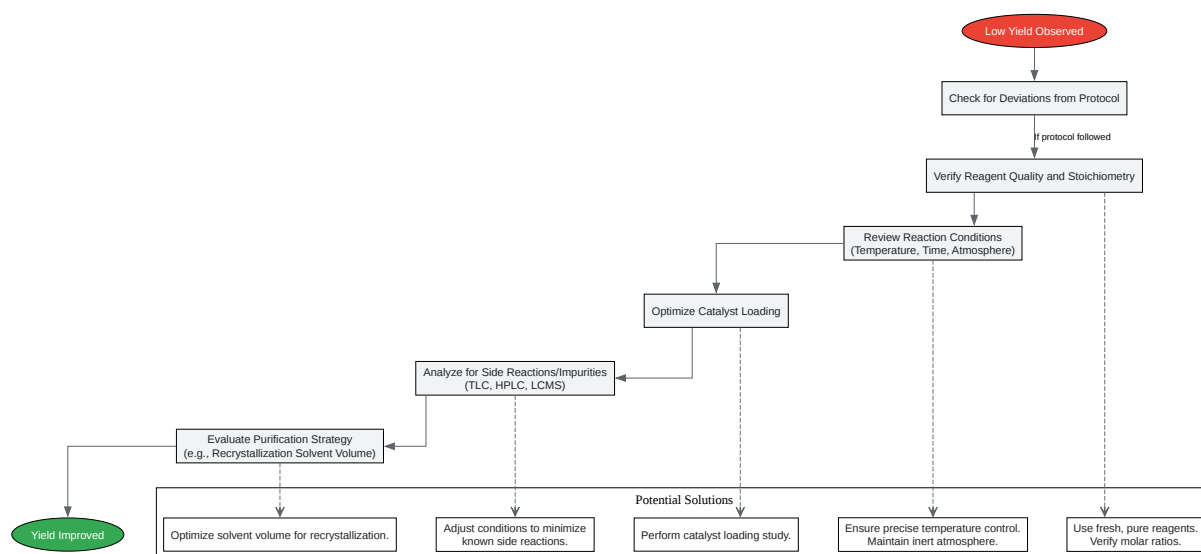 Low Yield Observed
Check for Deviations from Protocol
If protocol followed
Verify Reagent Quality and Stoichiometry
Review Reaction Conditions
(Temperature, Time, Atmosphere)
Optimize Catalyst Loading
Analyze for Side Reactions/Impurities
(TLC, HPLC, LCMS)
Evaluate Purification Strategy
(e.g., Recrystallization Solvent Volume)
Potential Solutions
Yield Improved
Optimize solvent volume for recrystallization.
Adjust conditions to minimize
known side reactions.
Perform catalyst loading study.
Ensure precise temperature control.
Maintain inert atmosphere.
Use fresh, pure reagents.
Verify molar ratios.